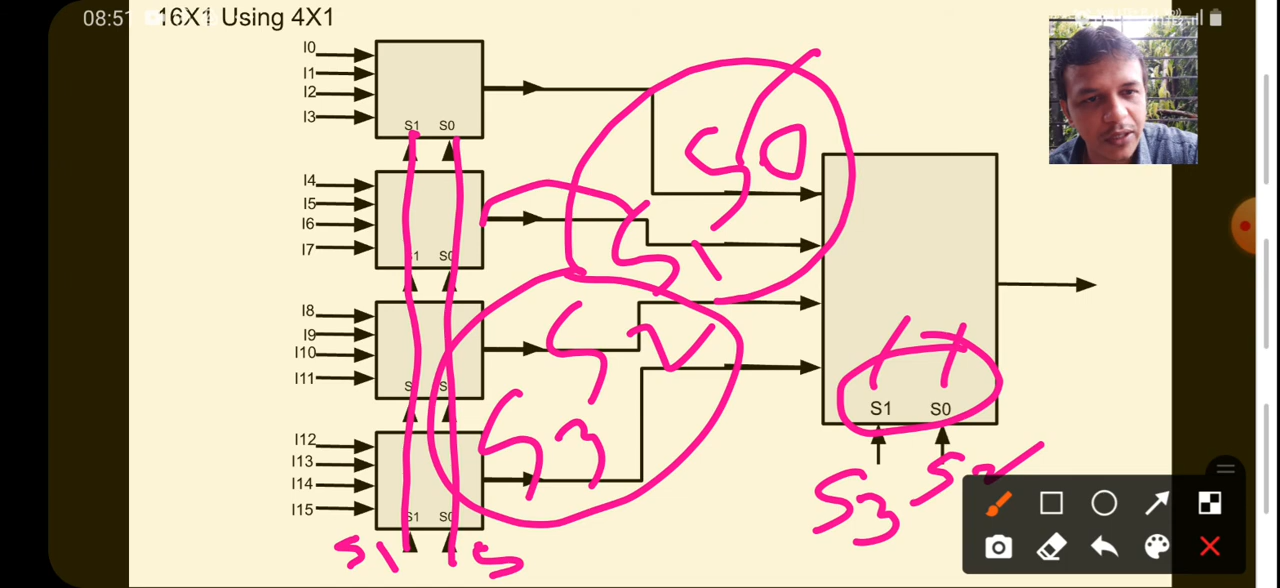 08:51
16X1 Using 4X1
I0
I1
I2
I3
S1 S0
I4
I5
I6
I7
S1 S0
I8
I9
I10
I11
S
I12
I13
I14
I15
S1 S0
S0
S1
S2
S3
S1 S0
S3 S2
S1 S